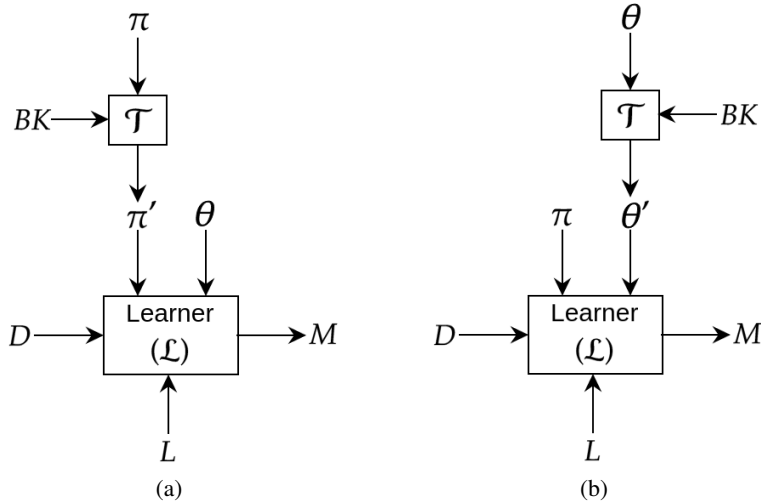 π θ
BK 𝒯 𝒯 BK
π′ θ π θ′
D Learner M D Learner M
(ℒ) (ℒ)
L L
(a) (b)